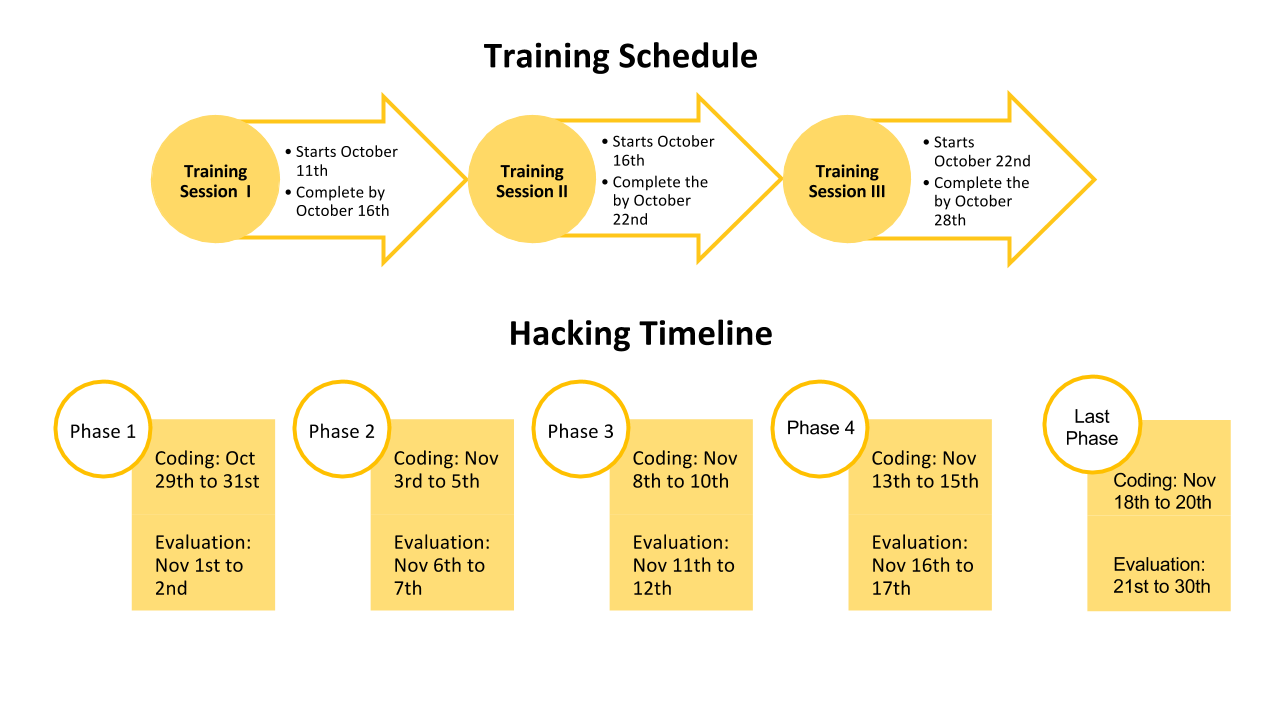 Training Schedule
Training
Session I
• Starts October
11th
• Complete by
October 16th
Training
Session II
• Starts October
16th
• Complete the
by October
22nd
Training
Session III
• Starts
October 22nd
• Complete the
by October
28th
Hacking Timeline
Phase 1
Coding: Oct
29th to 31st
Evaluation:
Nov 1st to
2nd
Phase 2
Coding: Nov
3rd to 5th
Evaluation:
Nov 6th to
7th
Phase 3
Coding: Nov
8th to 10th
Evaluation:
Nov 11th to
12th
Phase 4
Coding: Nov
13th to 15th
Evaluation:
Nov 16th to
17th
Last
Phase
Coding: Nov
18th to 20th
Evaluation:
21st to 30th